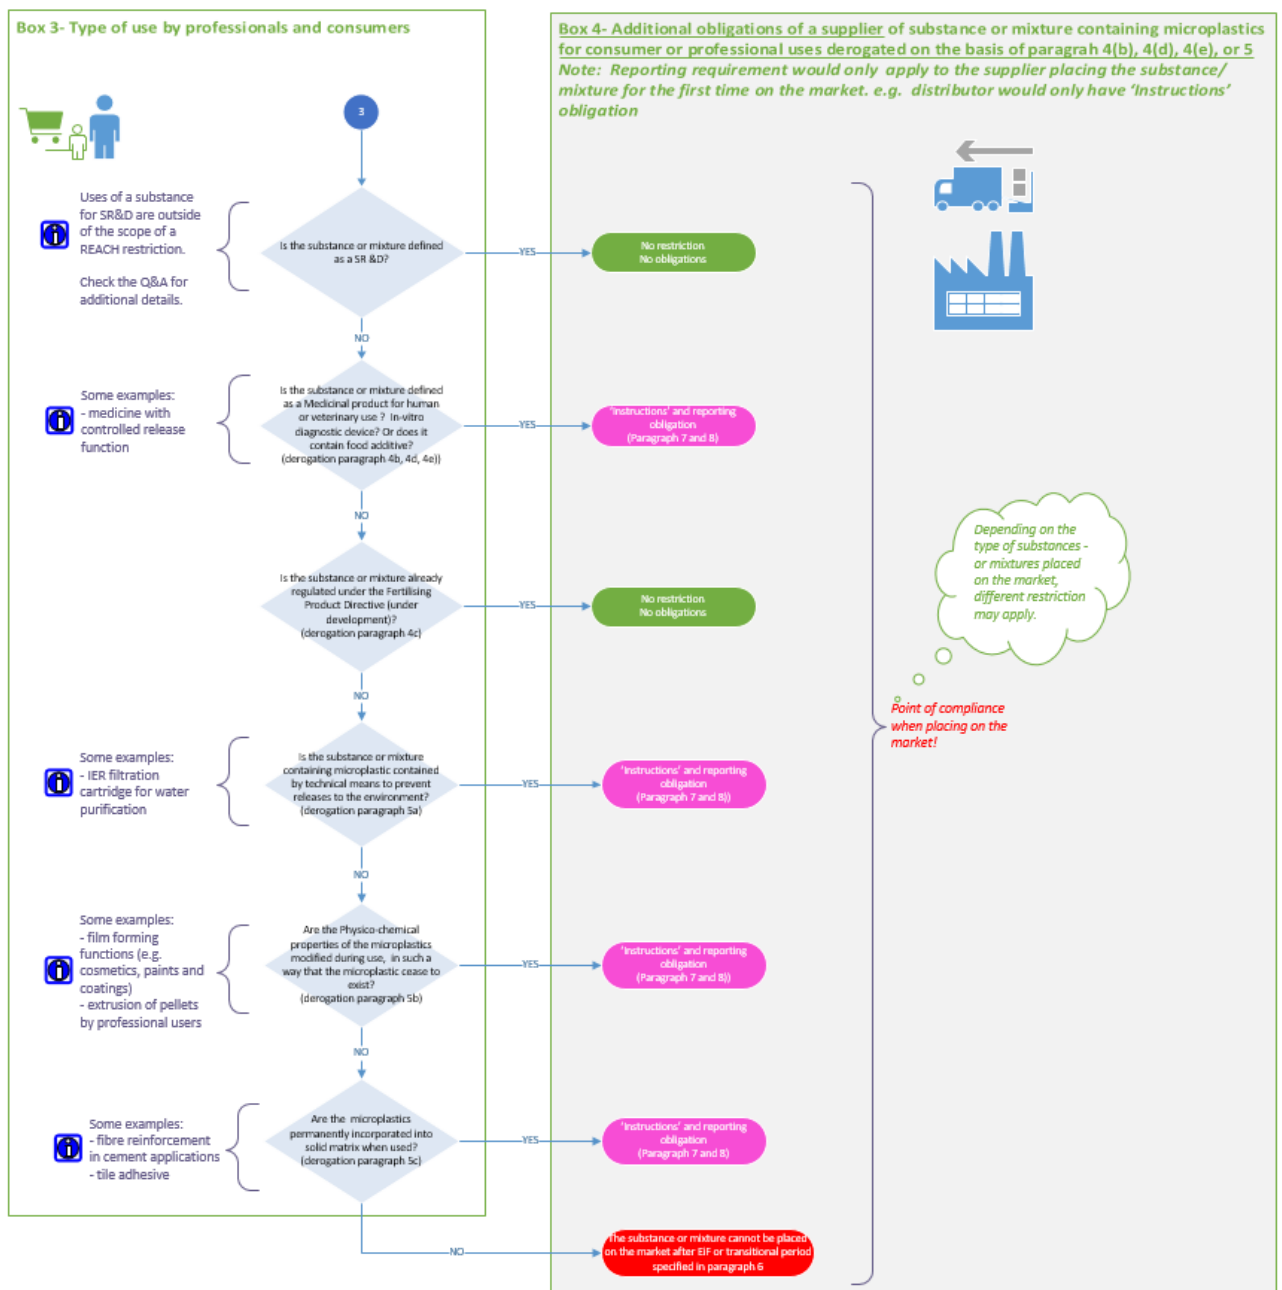 Box 3- Type of use by professionals and consumers
3
Uses of a substance
for SR&D are outside
of the scope of a
REACH restriction.
Check the Q&A for
additional details.
Is the substance or mixture defined
as a SR &D?
YES
No restriction
No obligations
NO
Some examples:
- medicine with
controlled release
function
Is the substance or mixture defined
as a Medicinal product for human
or veterinary use ? In-vitro
diagnostic device? Or does it
contain food additive?
(derogation paragraph 4b, 4d, 4e))
YES
'Instructions' and reporting
obligation
(Paragraph 7 and 8)
NO
Is the substance or mixture already
regulated under the Fertilising
Product Directive (under
development)?
(derogation paragraph 4c)
YES
No restriction
No obligations
NO
Some examples:
- IER filtration
cartridge for water
purification
Is the substance or mixture
containing microplastic contained
by technical means to prevent
releases to the environment?
(derogation paragraph 5a)
YES
'Instructions' and reporting
obligation
(Paragraph 7 and 8))
NO
Some examples:
- film forming
functions (e.g.
cosmetics, paints and
coatings)
- extrusion of pellets
by professional users
Are the Physico-chemical
properties of the microplastics
modified during use, in such a
way that the microplastic cease to
exist?
(derogation paragraph 5b)
YES
'Instructions' and reporting
obligation
(Paragraph 7 and 8))
NO
Some examples:
- fibre reinforcement
in cement applications
- tile adhesive
Are the microplastics
permanently incorporated into
solid matrix when used?
(derogation paragraph 5c)
YES
'Instructions' and reporting
obligation
(Paragraph 7 and 8)
NO
The substance or mixture cannot be placed
on the market after EiF or transitional period
specified in paragraph 6
Box 4- Additional obligations of a supplier of substance or mixture containing microplastics
for consumer or professional uses derogated on the basis of paragrah 4(b), 4(d), 4(e), or 5
Note: Reporting requirement would only apply to the supplier placing the substance/
mixture for the first time on the market. e.g. distributor would only have 'Instructions'
obligation
Depending on the
type of substances -
or mixtures placed
on the market,
different restriction
may apply.
Point of compliance
when placing on the
market!